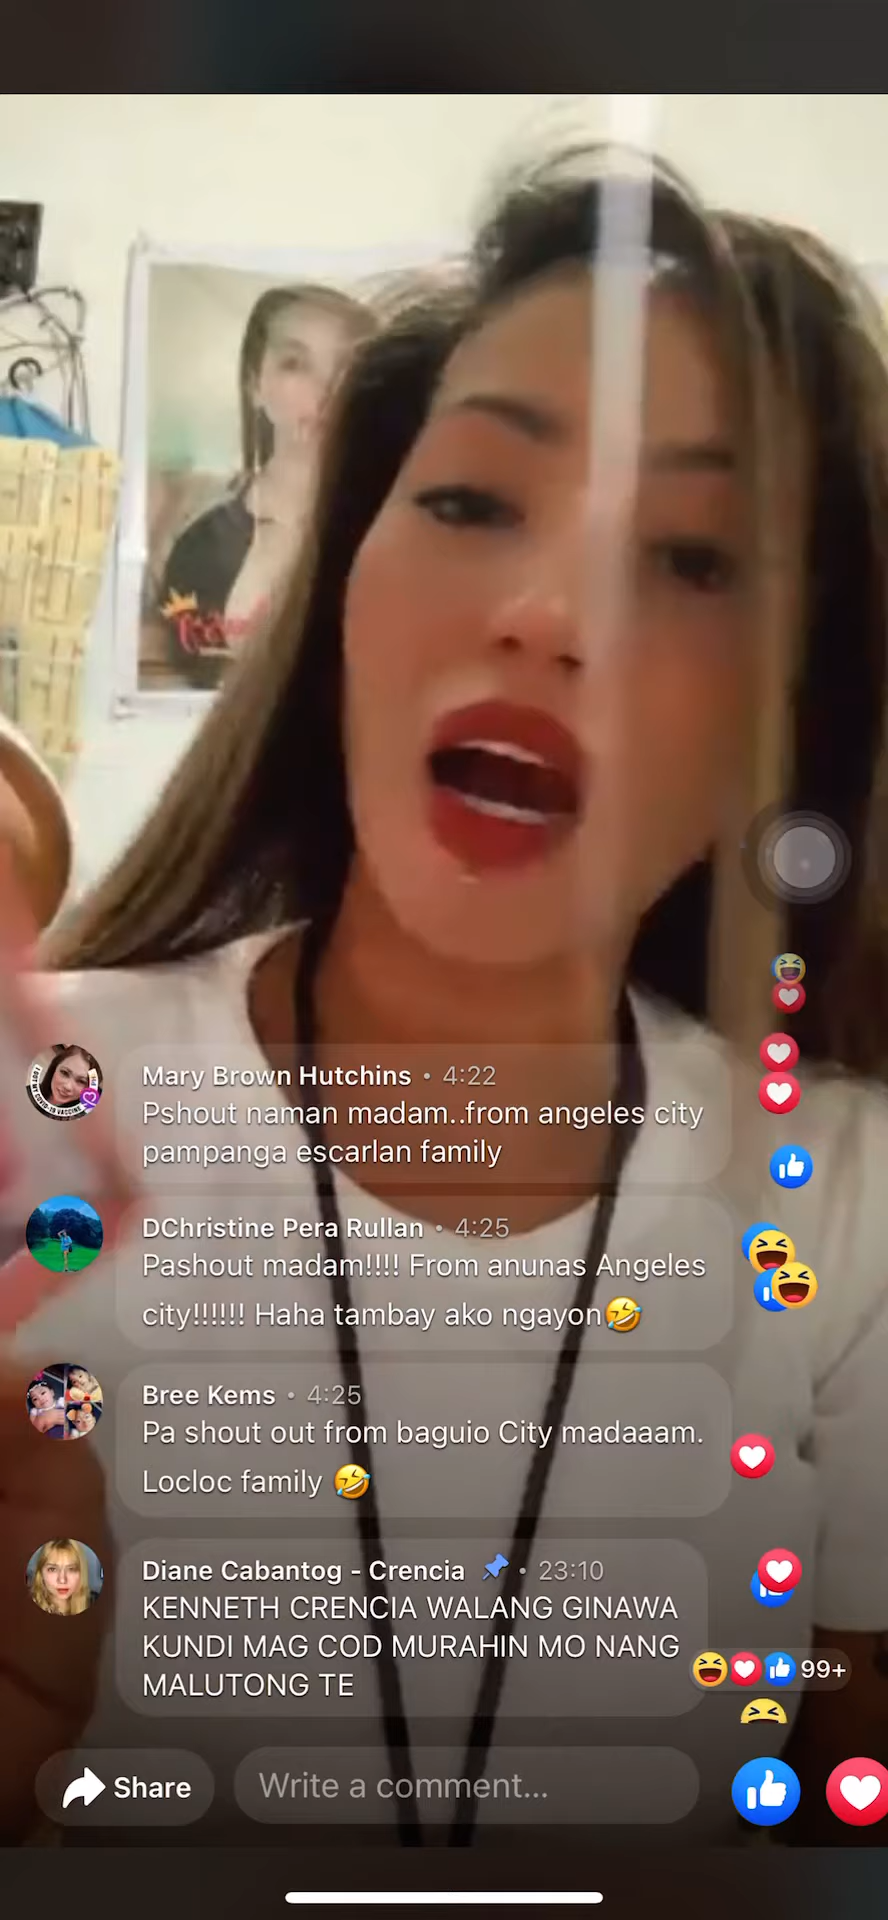 Mary Brown Hutchins • 4:22
Pshout naman madam..from angeles city
pampanga escarlan family
DChristine Pera Rullan • 4:25
Pashout madam!!!! From anunas Angeles
city!!!!!! Haha tambay ako ngayon🤣
Bree Kems • 4:25
Pa shout out from baguio City madaaam.
Locloc family 🤣
Diane Cabantog - Crencia 📌 • 23:10
KENNETH CRENCIA WALANG GINAWA
KUNDI MAG COD MURAHIN MO NANG
MALUTONG TE
99+
Share
Write a comment...